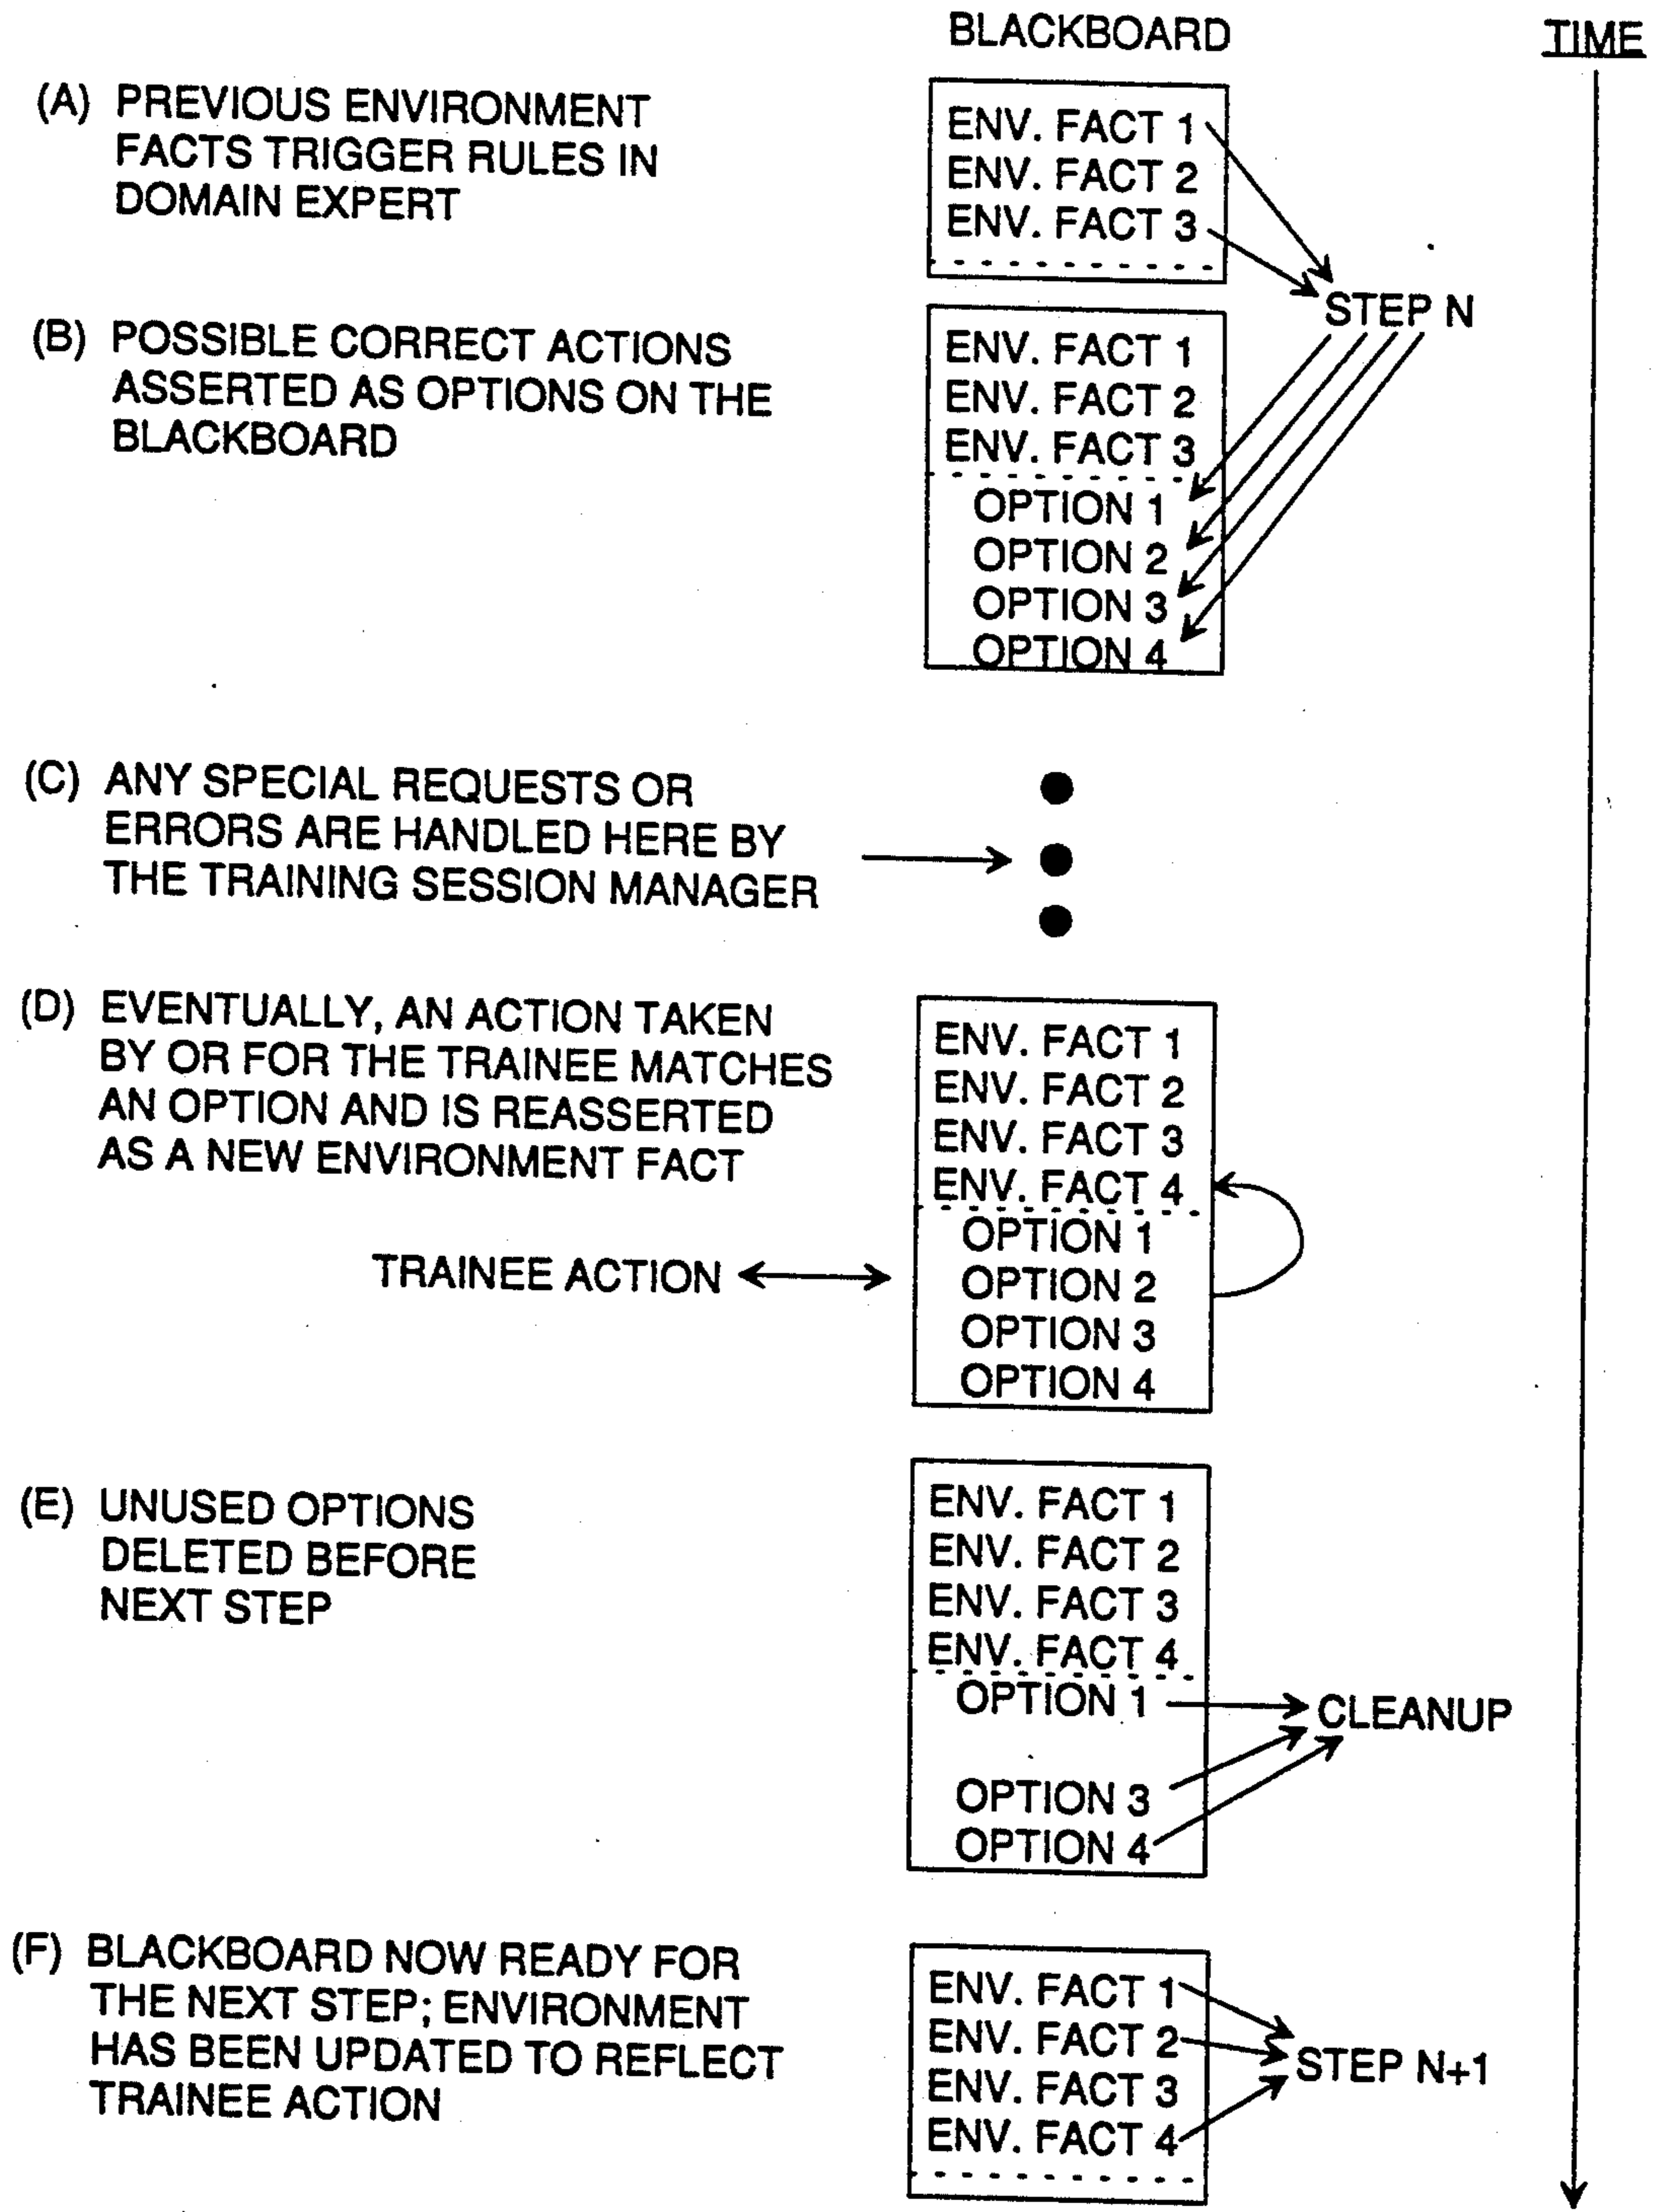 BLACKBOARD
TIME
(A) PREVIOUS ENVIRONMENT
FACTS TRIGGER RULES IN
DOMAIN EXPERT
ENV. FACT 1
ENV. FACT 2
ENV. FACT 3
STEP N
(B) POSSIBLE CORRECT ACTIONS
ASSERTED AS OPTIONS ON THE
BLACKBOARD
ENV. FACT 1
ENV. FACT 2
ENV. FACT 3
OPTION 1
OPTION 2
OPTION 3
OPTION 4
(C) ANY SPECIAL REQUESTS OR
ERRORS ARE HANDLED HERE BY
THE TRAINING SESSION MANAGER
(D) EVENTUALLY, AN ACTION TAKEN
BY OR FOR THE TRAINEE MATCHES
AN OPTION AND IS REASSERTED
AS A NEW ENVIRONMENT FACT
TRAINEE ACTION
ENV. FACT 1
ENV. FACT 2
ENV. FACT 3
ENV. FACT 4
OPTION 1
OPTION 2
OPTION 3
OPTION 4
(E) UNUSED OPTIONS
DELETED BEFORE
NEXT STEP
ENV. FACT 1
ENV. FACT 2
ENV. FACT 3
ENV. FACT 4
OPTION 1
OPTION 3
OPTION 4
CLEANUP
(F) BLACKBOARD NOW READY FOR
THE NEXT STEP; ENVIRONMENT
HAS BEEN UPDATED TO REFLECT
TRAINEE ACTION
ENV. FACT 1
ENV. FACT 2
ENV. FACT 3
ENV. FACT 4
STEP N+1